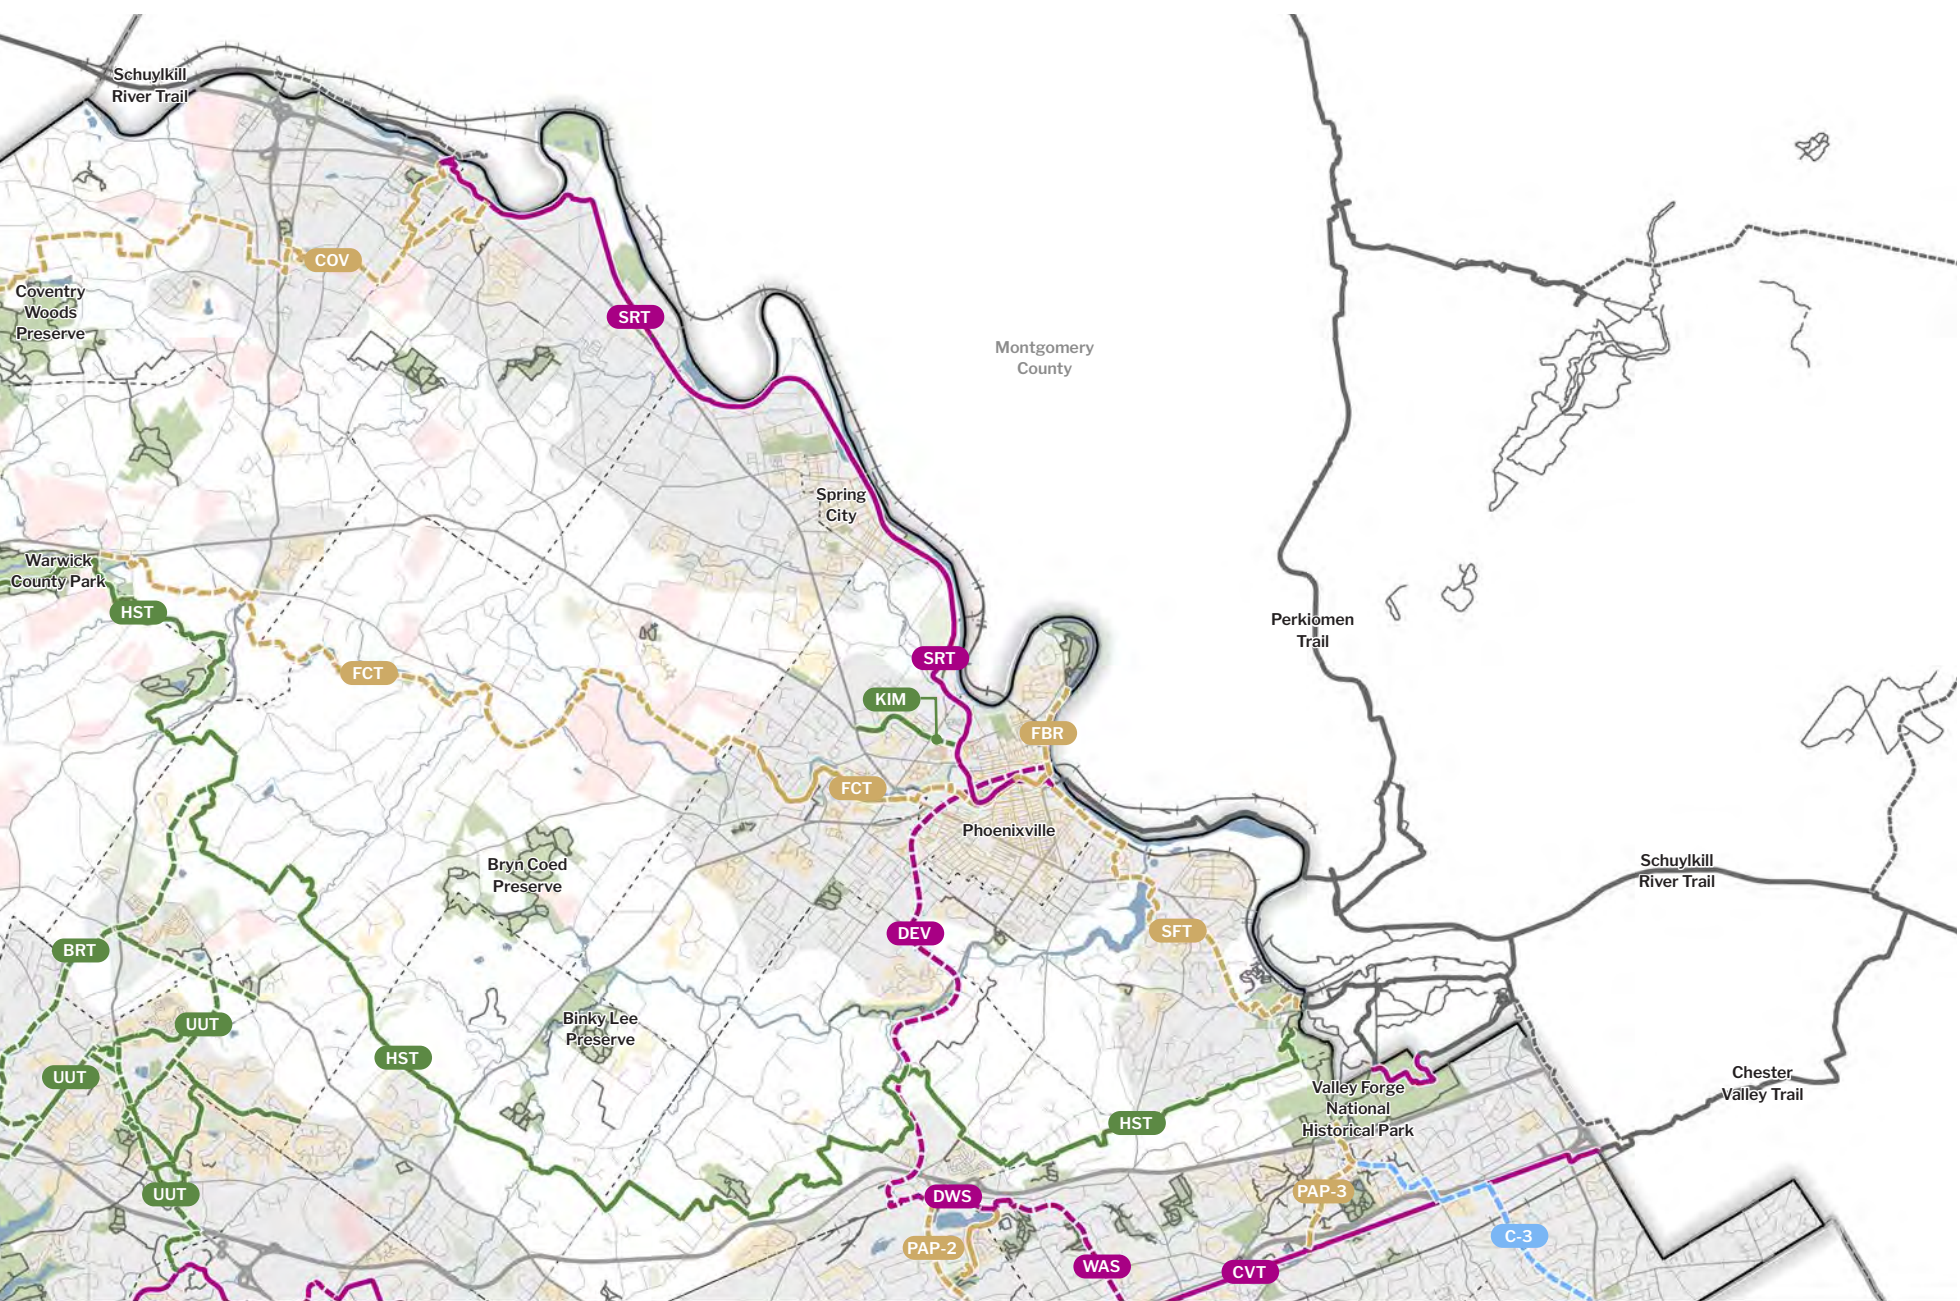 Schuylkill
River Trail
COV
Coventry
Woods
Preserve
SRT
Montgomery
County
Spring
City
Warwick
County Park
HST
Perkiomen
Trail
SRT
FCT
KIM
FBR
FCT
Phoenixville
Bryn Coed
Preserve
Schuylkill
River Trail
DEV
SFT
BRT
UUT
Binky Lee
Preserve
HST
UUT
Chester
Valley Trail
Valley Forge
National
Historical Park
HST
UUT
DWS
PAP-3
PAP-2
C-3
WAS
CVT